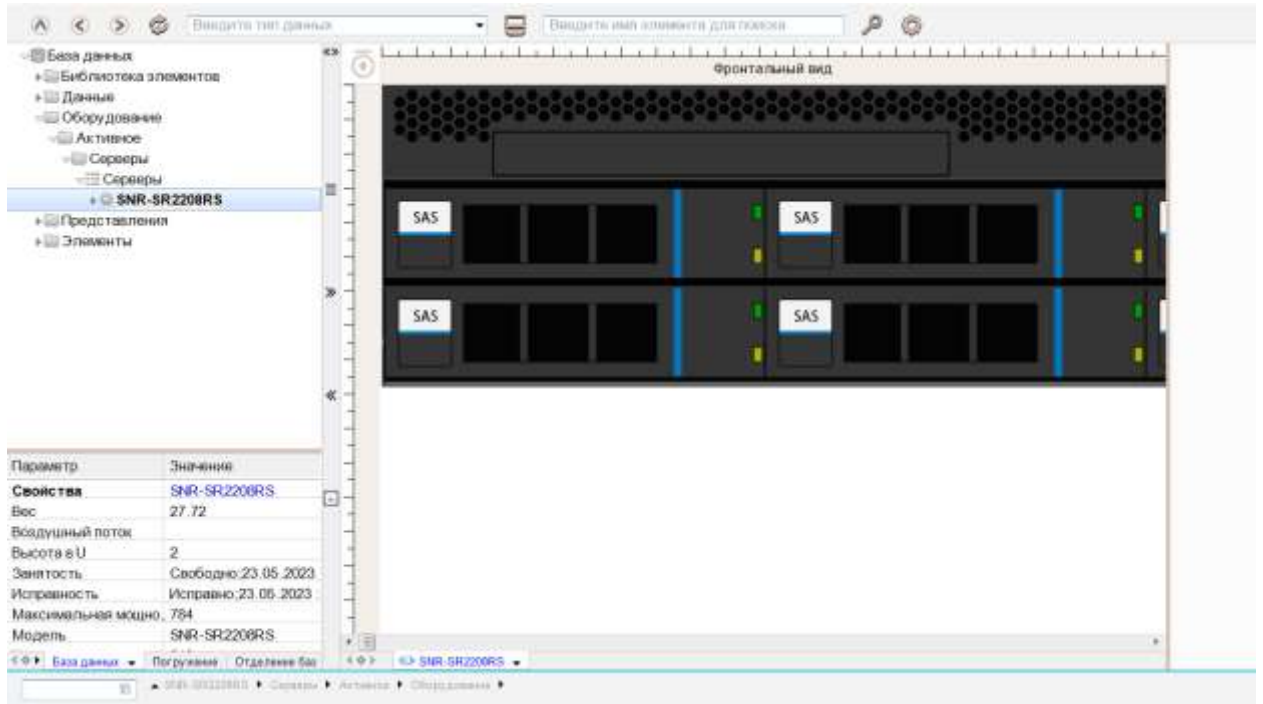 Введите тип данных
Введите имя элемента для поиска
База данных
Библиотека элементов
Данные
Оборудование
Активное
Серверы
Серверы
SNR-SR2208RS
Представления
Элементы
Фронтальный вид
SAS
SAS
SAS
SAS
Параметр Значение
Свойства SNR-SR2208RS
Вес 27.72
Воздушный поток
Высота в U 2
Занятость Свободно;23.05.2023
Исправность Исправно;23.05.2023
Максимальная мощно, 784
Модель SNR-SR2208RS
База данных Погружение Отделение баз
SNR-SR2208RS
SNR-SR2208RS Серверы Активное Оборудование